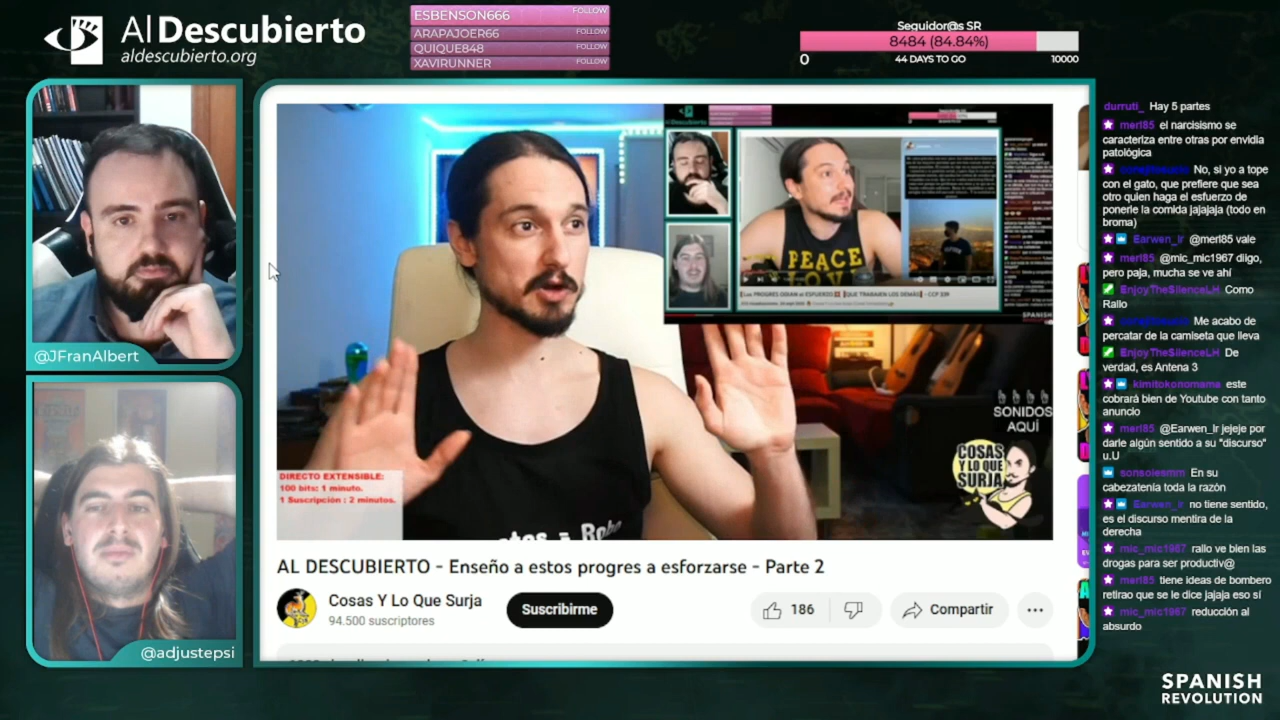 Al Descubierto
aldescubierto.org
ESBENSON666 FOLLOW
ARAPAJOER66 FOLLOW
QUIQUE848 FOLLOW
XAVIRUNNER FOLLOW
Seguidor@s SR
8484 (84.84%)
0 44 DAYS TO GO 10000
@JFranAlbert
@adjustepsi
PEACE
SONIDOS
AQUÍ
COSAS
Y LO QUE
SURJA
DIRECTO EXTENSIBLE:
100 bits: 1 minuto.
1 Suscripción : 2 minutos.
AL DESCUBIERTO - Enseño a estos progres a esforzarse - Parte 2
Cosas Y Lo Que Surja
94.500 suscriptores
Suscribirme
186
Compartir
durruti_ Hay 5 partes
merl85 el narcisismo se
caracteriza entre otras por envidia
patológica
No, si yo a tope
con el gato, que prefiere que sea
otro quien haga el esfuerzo de
ponerle la comida jajajaja (todo en
broma)
Earwen_Ir @merl85 vale
merl85 @mic_mic1967 diigo,
pero paja, mucha se ve ahí
EnjoyTheSilenceLH Como
Rallo
Me acabo de
percatar de la camiseta que lleva
EnjoyTheSilenceLH De
verdad, es Antena 3
kimitokonomama este
cobrará bien de Youtube con tanto
anuncio
merl85 @Earwen_Ir jejeje por
darle algún sentido a su "discurso"
u.U
sonsolesmm En su
cabezatenía toda la razón
Earwen_Ir no tiene sentido,
es el discurso mentira de la
derecha
mic_mic1967 rallo ve bien las
drogas para ser productiv@
merl85 tiene ideas de bombero
retirao que se le dice jajaja eso sí
mic_mic1967 reducción al
absurdo
SPANISH
REVOLUTION